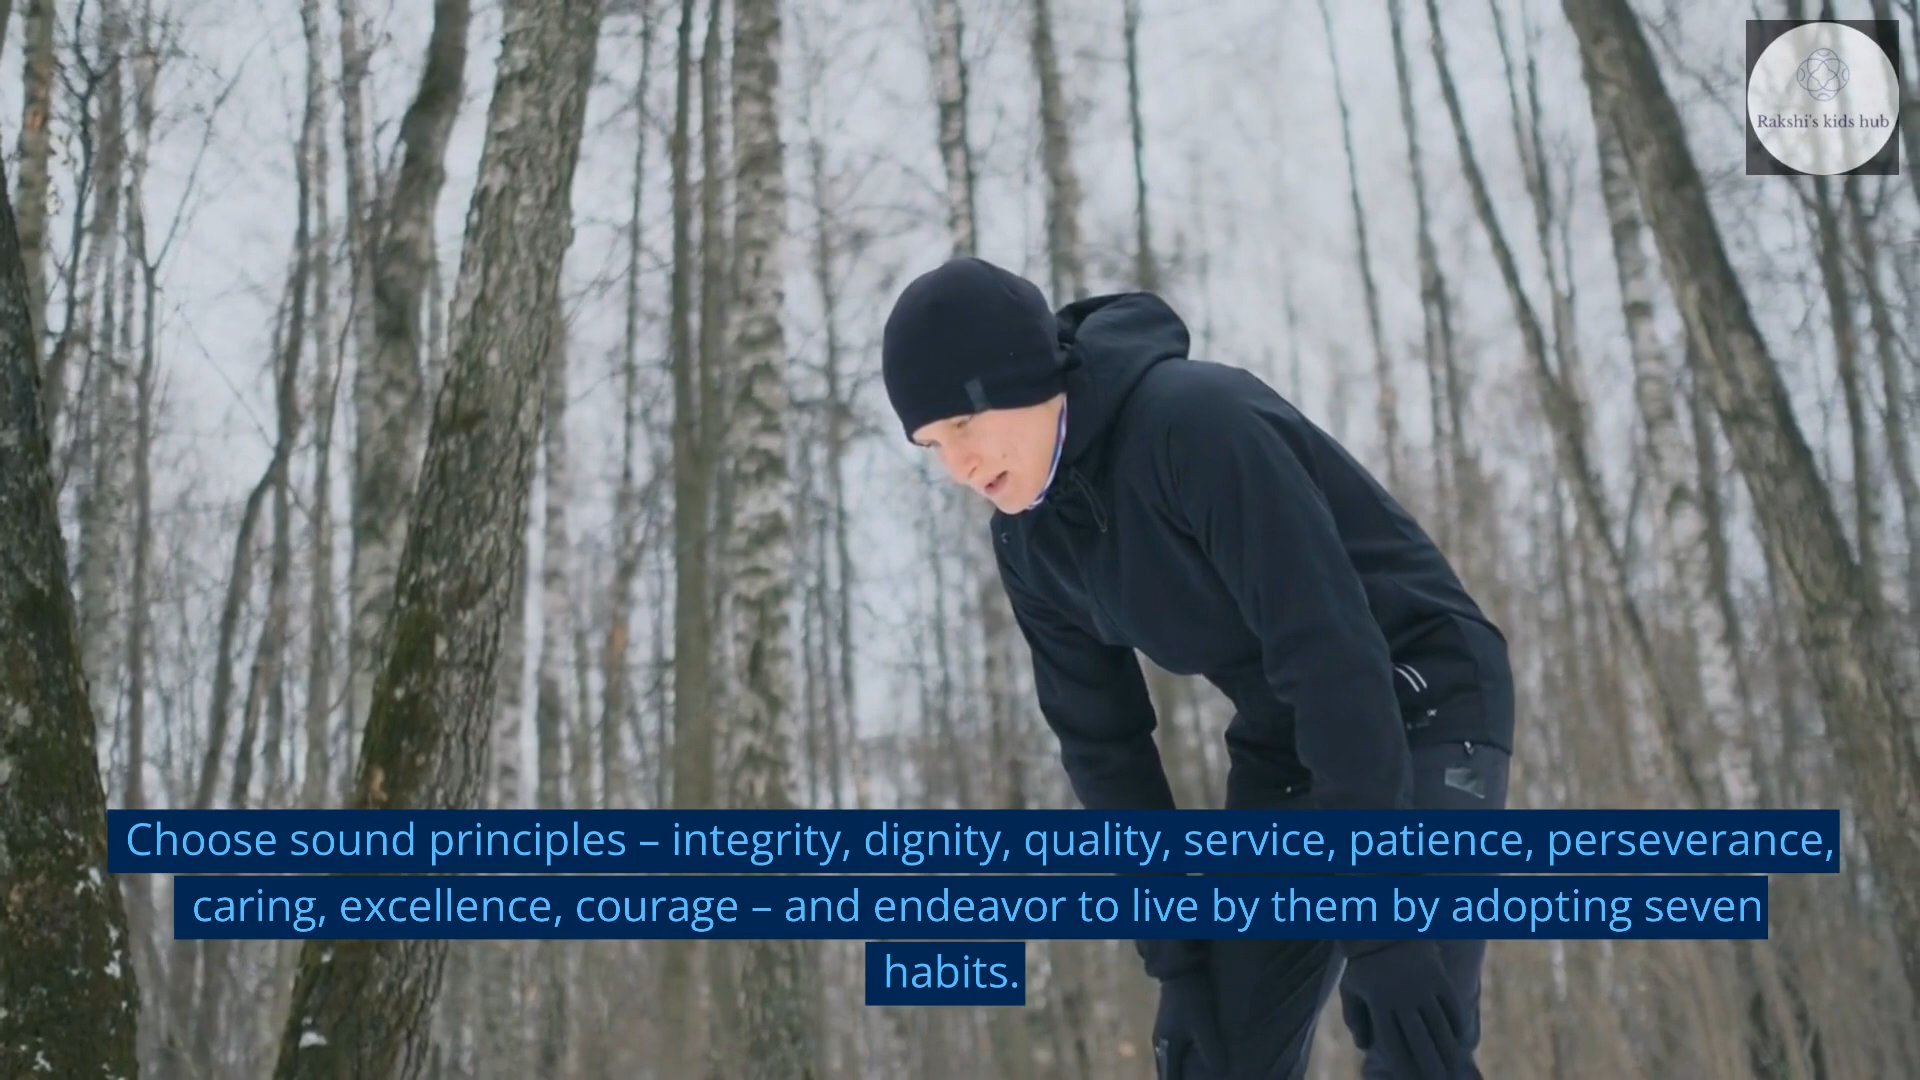 Rakshi's kids hub
Choose sound principles – integrity, dignity, quality, service, patience, perseverance,
caring, excellence, courage – and endeavor to live by them by adopting seven
habits.